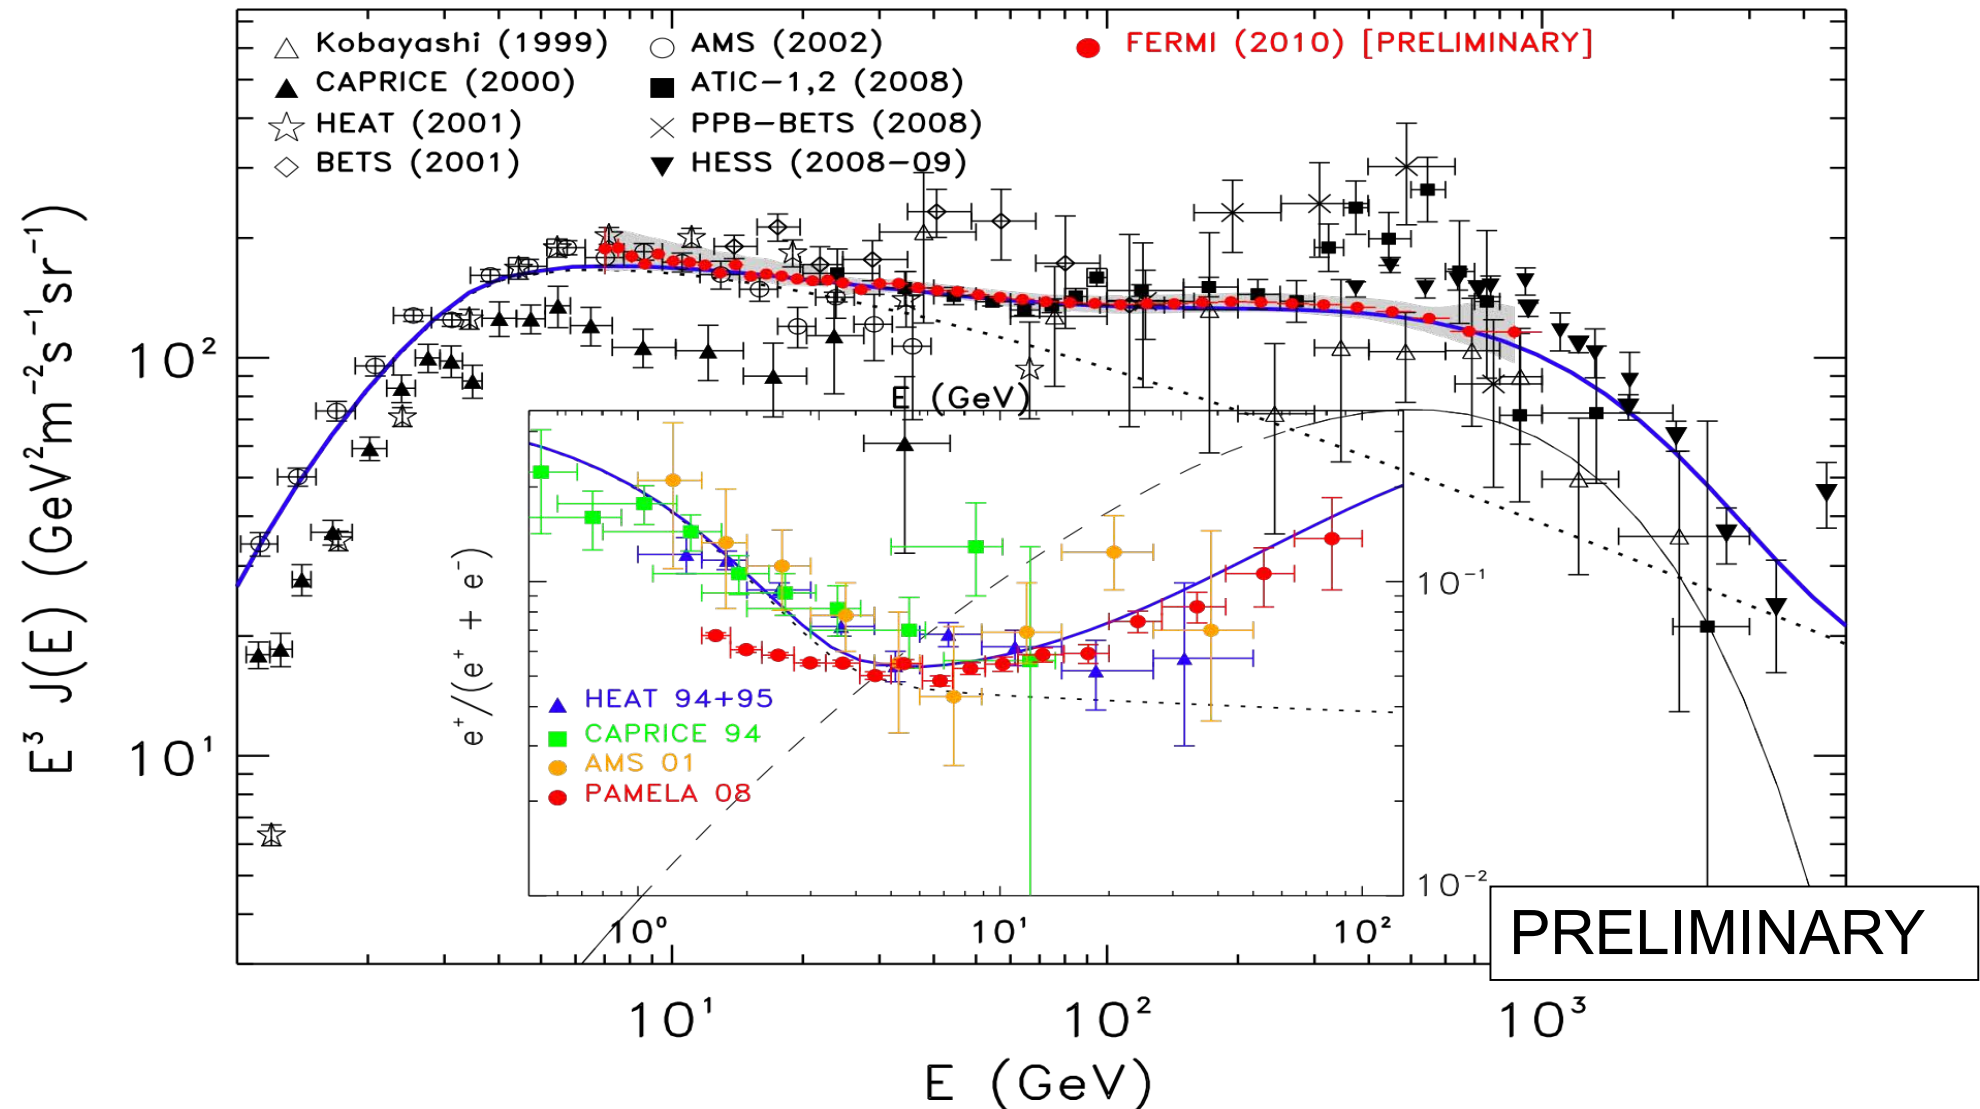 Kobayashi (1999)
CAPRICE (2000)
HEAT (2001)
BETS (2001)
AMS (2002)
ATIC-1,2 (2008)
PPB-BETS (2008)
HESS (2008-09)
FERMI (2010) [PRELIMINARY]
E³ J(E) (GeV²m⁻²s⁻¹sr⁻¹)
10²
10¹
E (GeV)
e⁺/(e⁺ + e⁻)
HEAT 94+95
CAPRICE 94
AMS 01
PAMELA 08
10⁻¹
10⁻²
10⁰
10¹
10²
PRELIMINARY
10¹
10²
10³
E (GeV)